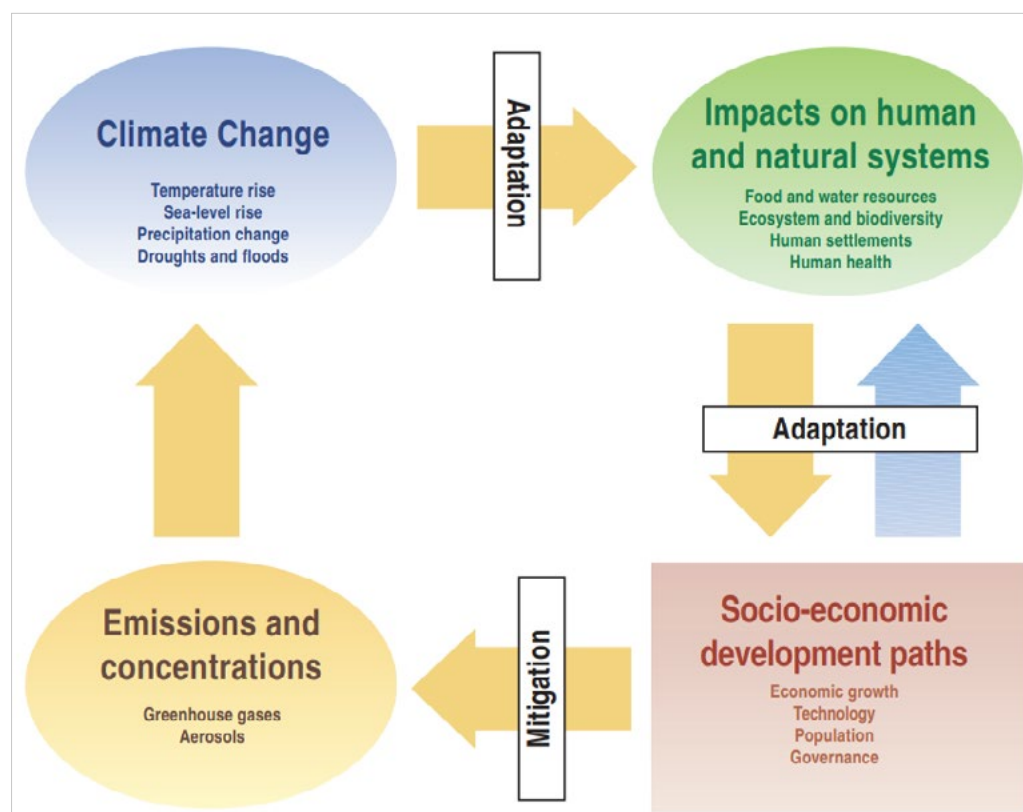 Climate Change
Temperature rise
Sea-level rise
Precipitation change
Droughts and floods
Adaptation
Impacts on human
and natural systems
Food and water resources
Ecosystem and biodiversity
Human settlements
Human health
Adaptation
Emissions and
concentrations
Greenhouse gases
Aerosols
Mitigation
Socio-economic
development paths
Economic growth
Technology
Population
Governance